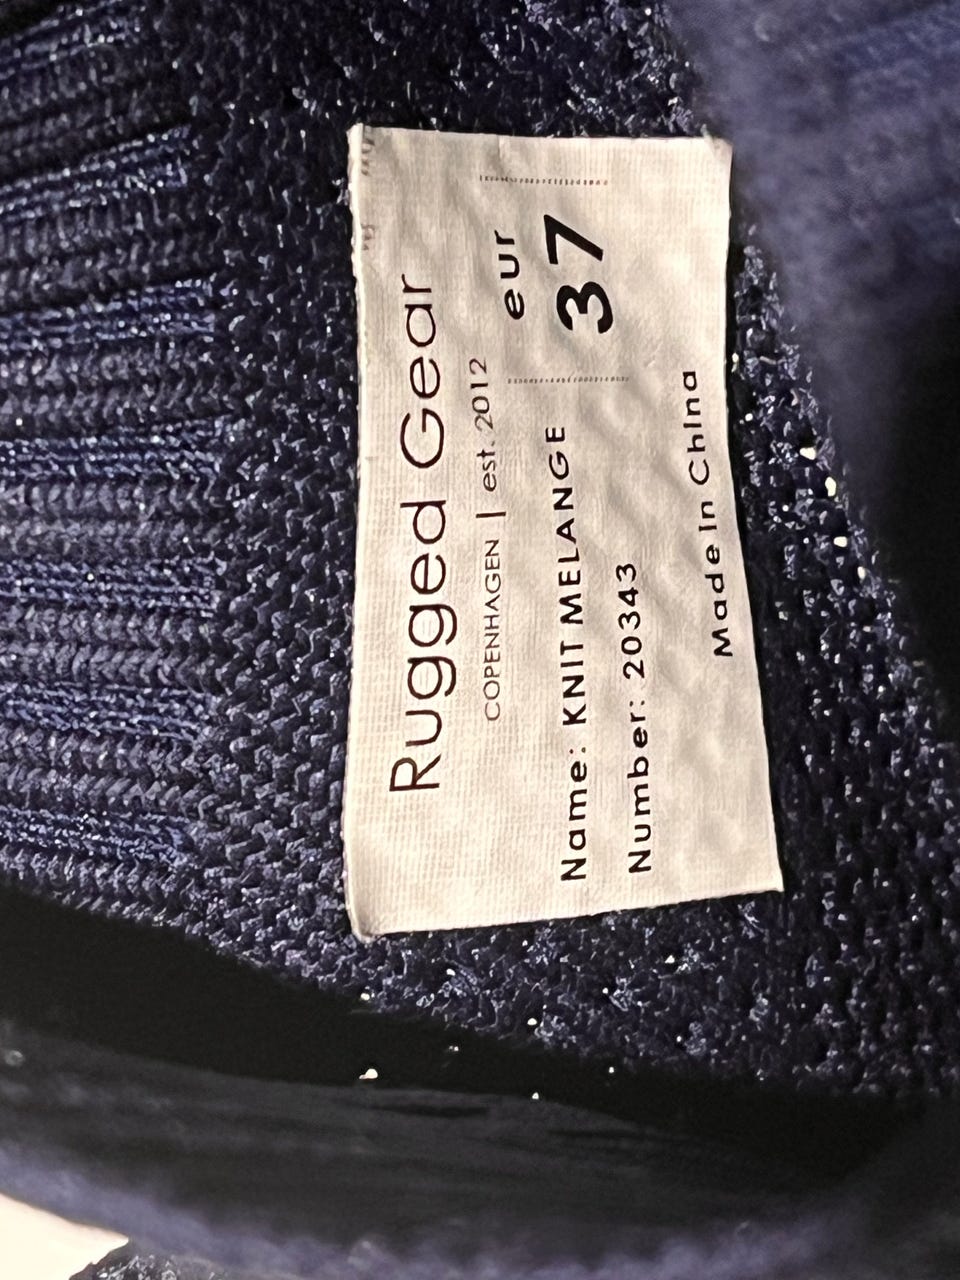 Rugged Gear
COPENHAGEN | est. 2012
eur
37
Name: KNIT MELANGE
Number: 20343
Made In China